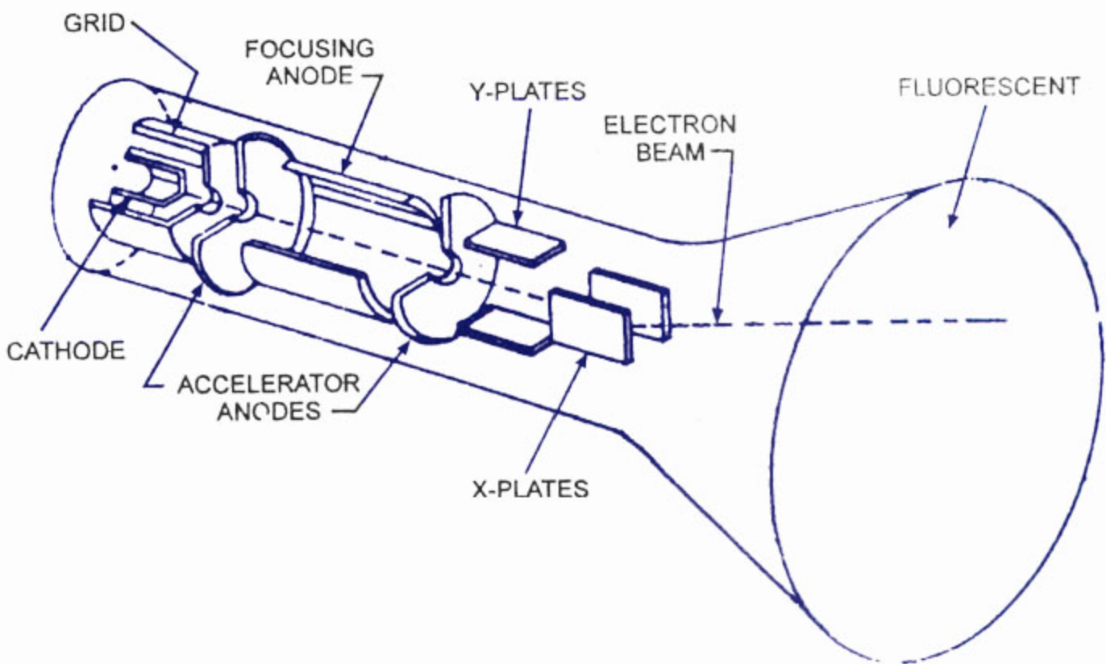 GRID
FOCUSING
ANODE
Y-PLATES
ELECTRON
BEAM
FLUORESCENT
CATHODE
ACCELERATOR
ANODES
X-PLATES